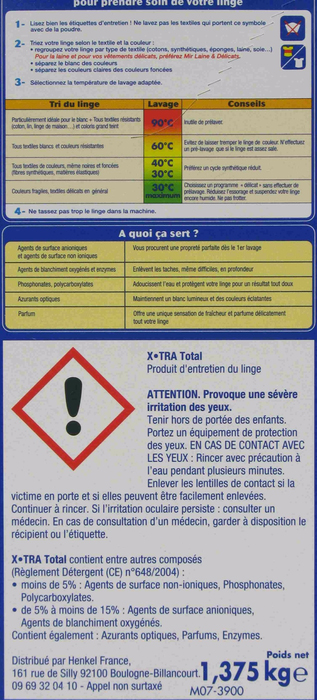 pour prendre soin de votre linge
1- Lisez bien les étiquettes d'entretien ! Ne lavez pas les textiles qui portent ce symbole
avec de la poudre.
2- Triez votre linge selon le textile et la couleur :
• regroupez votre linge par type de textile (cotons, synthétiques, éponges, lainé, soie...)
Pour la laine et pour vos vêtements délicats, préférez Mir Laine & Délicats.
• séparez le blanc des couleurs
• séparez les couleurs claires des couleurs foncées
3- Sélectionnez la température de lavage adaptée.
Tri du linge Lavage Conseils
Particulièrement idéale pour le blanc + Tous textiles résistants
(coton, lin, linge de maison...) et coloris grand teint
90°C
Inutile de prélaver.
Tous textiles blancs et couleurs résistantes
60°C
Evitez de laisser tremper le linge de couleur. N'effectuez
un pré-lavage que si le linge est assez sale.
Tous textiles de couleurs, même noires et foncées
(fibres synthétiques, matières élastiques)
40°C
30°C
Préférez un cycle synthétique réduit.
Couleurs fragiles, textiles délicats en général
30°C
maximum
Choisissez un programme « délicat » sans effectuer de
prélavage. Réduisez l'essorage et suspendez votre linge
encore humide. Ne pas frotter.
4- Ne tassez pas trop le linge dans la machine.
A quoi ça sert ?
Agents de surface anioniques
et agents de surface non ioniques
Vous procurent une propreté parfaite dès le 1er lavage
Agents de blanchiment oxygénés et enzymes
Enlèvent les taches, même difficiles, en profondeur
Phosphonates, polycarboxylates
Adoucissent l'eau et protègent votre linge pour un résultat tout doux
Azurants optiques
Maintiennent un blanc lumineux et des couleurs éclatantes
Parfum
Offre une unique sensation de fraîcheur et parfume délicatement
tout votre linge
X•TRA Total
Produit d'entretien du linge
ATTENTION. Provoque une sévère
irritation des yeux.
Tenir hors de portée des enfants.
Portez un équipement de protection
des yeux. EN CAS DE CONTACT AVEC
LES YEUX : Rincer avec précaution à
l'eau pendant plusieurs minutes.
Enlever les lentilles de contact si la
victime en porte et si elles peuvent être facilement enlevées.
Continuer à rincer. Si l'irritation oculaire persiste : consulter un
médecin. En cas de consultation d'un médecin, garder à disposition le
récipient ou l'étiquette.
X•TRA Total contient entre autres composés
(Règlement Détergent (CE) n°648/2004) :
• moins de 5% : Agents de surface non-ioniques, Phosphonates,
Polycarboxylates.
• de 5% à moins de 15% : Agents de surface anioniques,
Agents de blanchiment oxygénés.
Contient également : Azurants optiques, Parfums, Enzymes.
Distribué par Henkel France,
161 rue de Silly 92100 Boulogne-Billancourt.
09 69 32 04 10 - Appel non surtaxé
Poids net
1,375 kg e
M07-3900